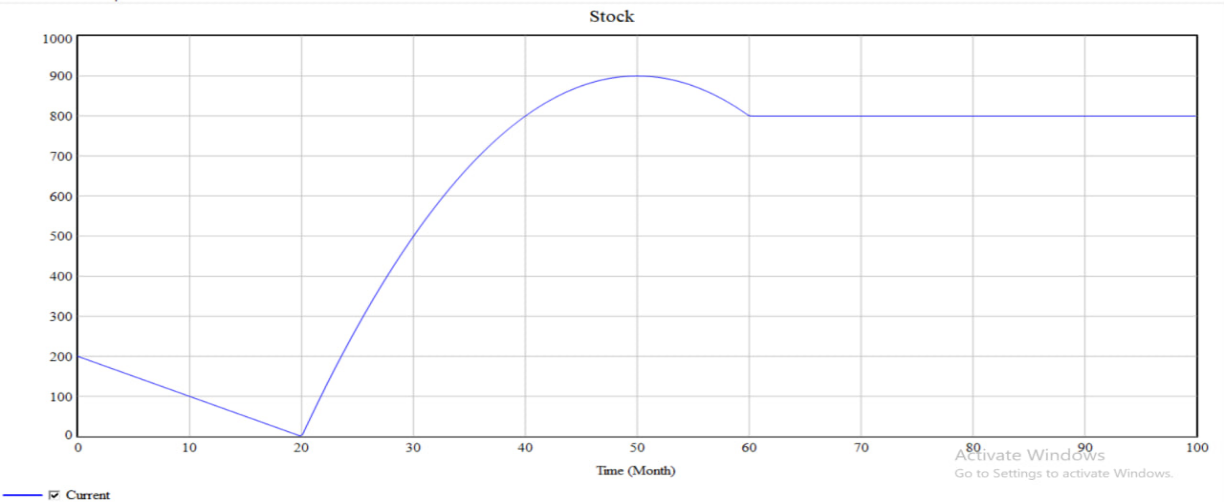 Stock
1000
900
800
700
600
500
400
300
200
100
0
0 10 20 30 40 50 60 70 80 90 100
Time (Month)
Activate Windows
Go to Settings to activate Windows.
Current